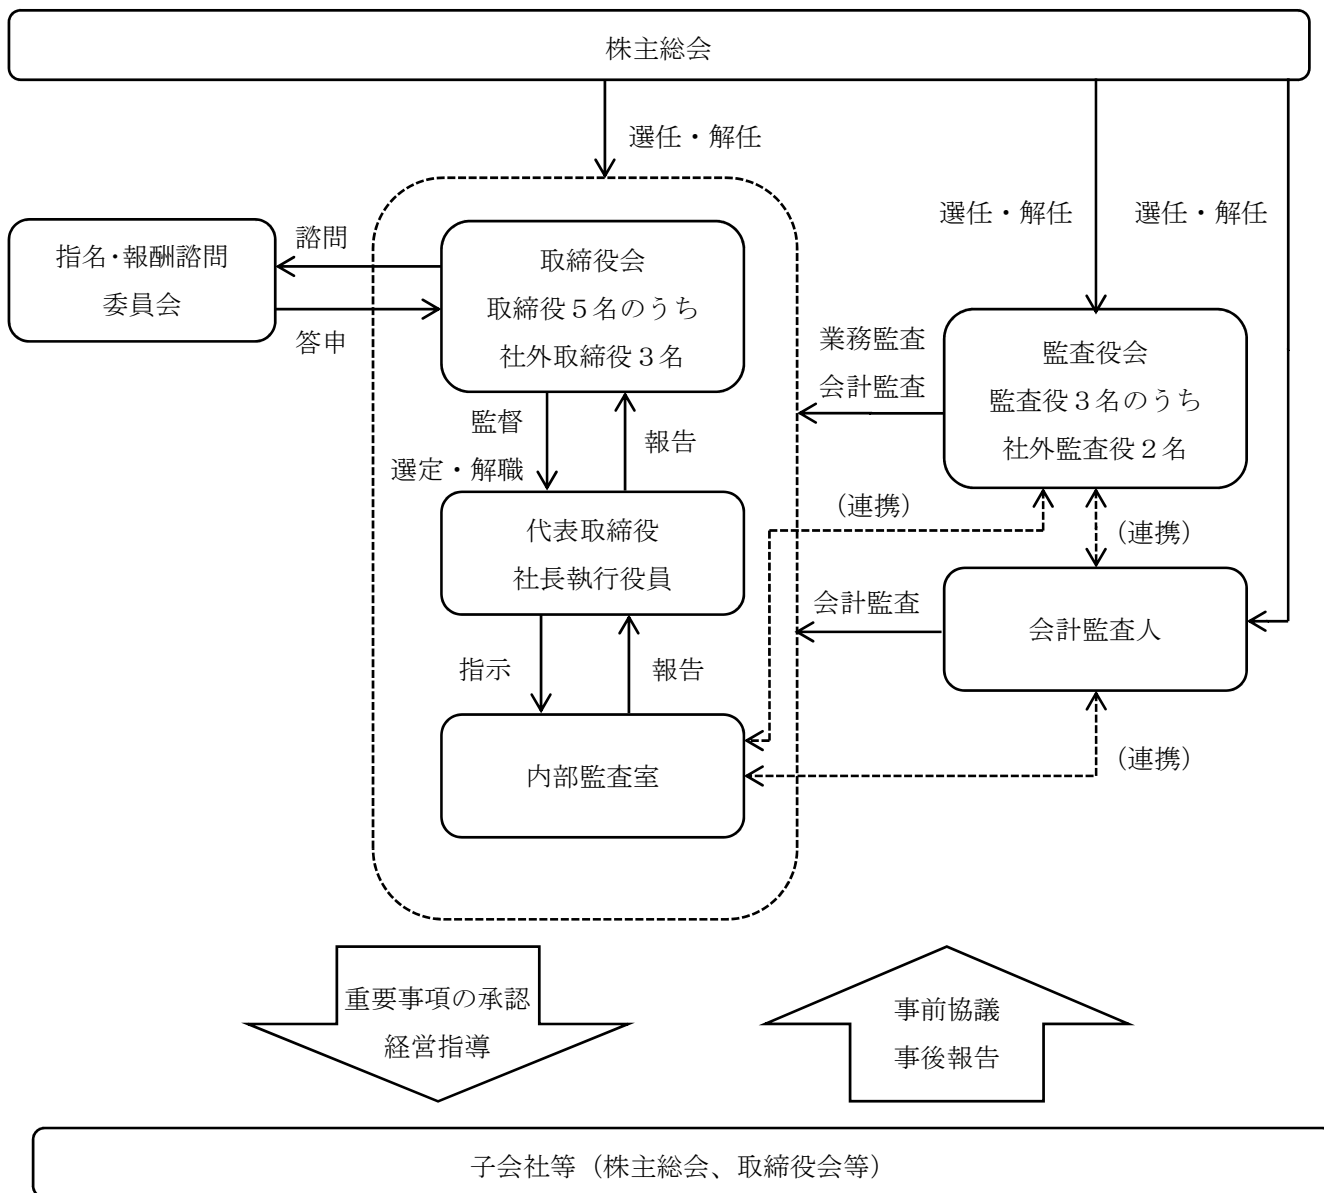 株主総会
選任・解任
選任・解任
選任・解任
指名・報酬諮問
委員会
諮問
答申
取締役会
取締役５名のうち
社外取締役３名
業務監査
会計監査
監査役会
監査役３名のうち
社外監査役２名
監督
選定・解職
報告
（連携）
（連携）
代表取締役
社長執行役員
会計監査
会計監査人
指示
報告
内部監査室
（連携）
重要事項の承認
経営指導
事前協議
事後報告
子会社等（株主総会、取締役会等）